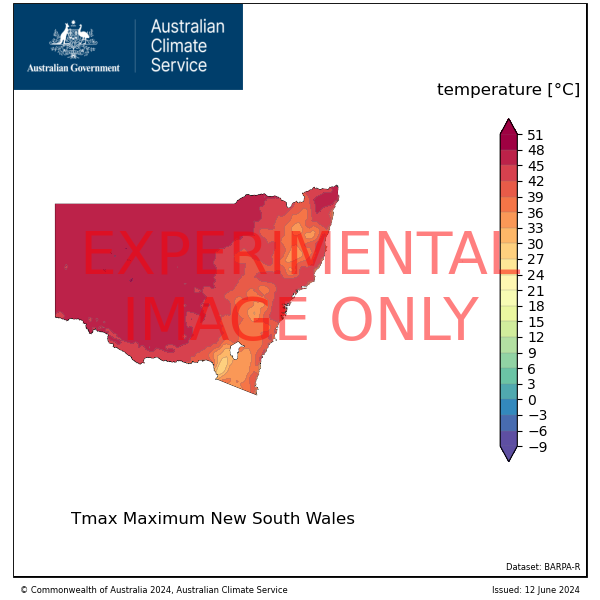 Australian Government
Australian
Climate
Service
temperature [°C]
51
48
45
42
39
36
33
30
27
24
21
18
15
12
9
6
3
0
−3
−6
−9
EXPERIMENTAL
IMAGE ONLY
Tmax Maximum New South Wales
Dataset: BARPA-R
© Commonwealth of Australia 2024, Australian Climate Service
Issued: 12 June 2024